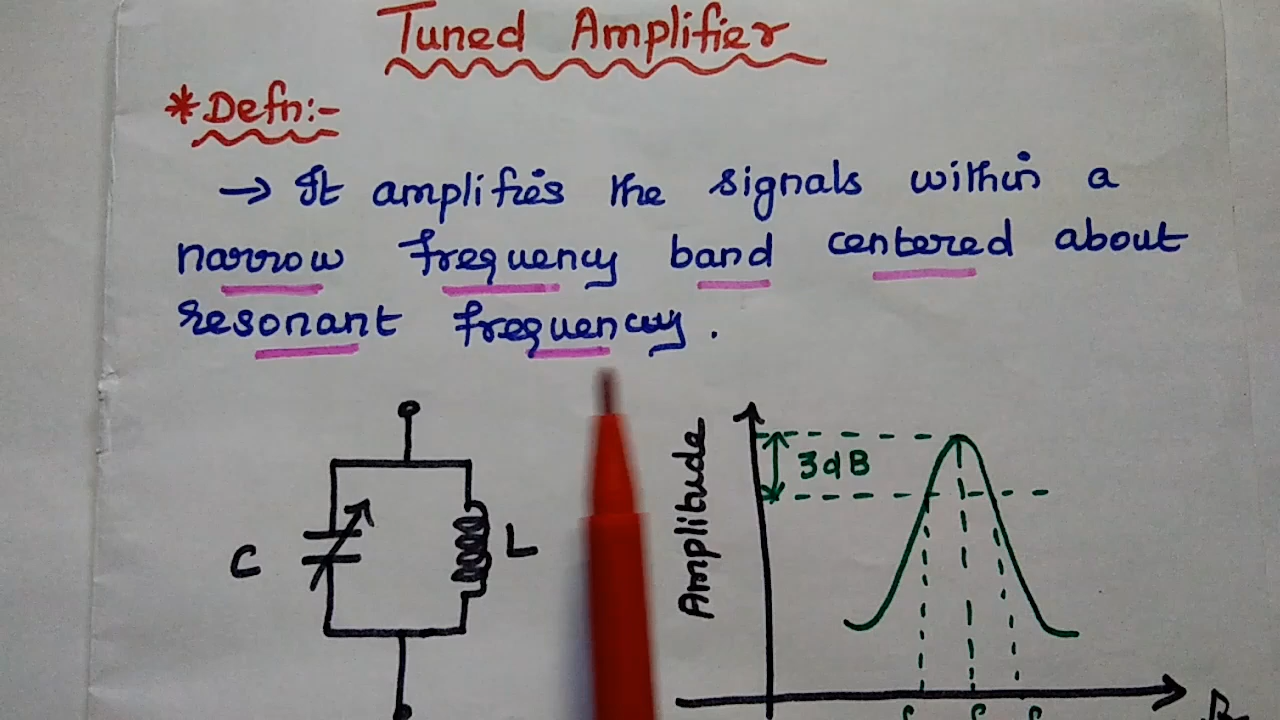 Tuned Amplifier
* Defn:-
→ It amplifies the signals within a
narrow frequency band centered about
resonant frequency.
C
L
Amplitude
3dB